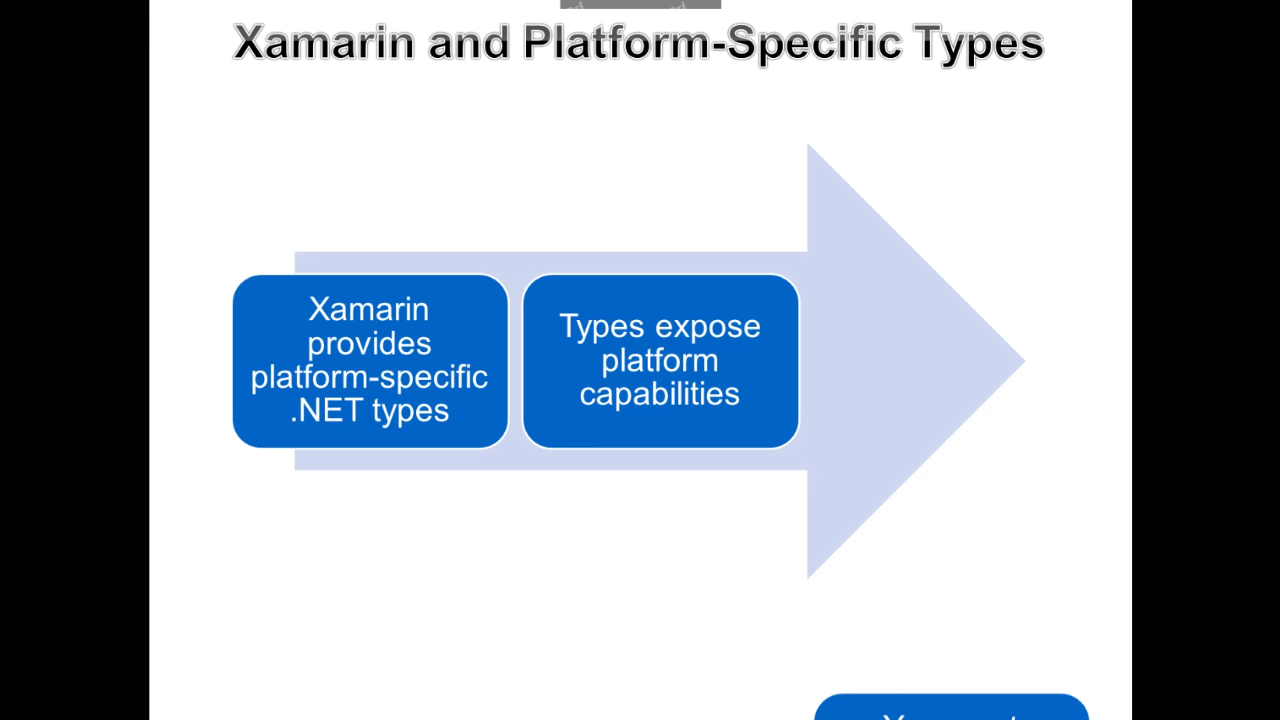 Xamarin and Platform-Specific Types
Xamarin
provides
platform-specific
.NET types
Types expose
platform
capabilities